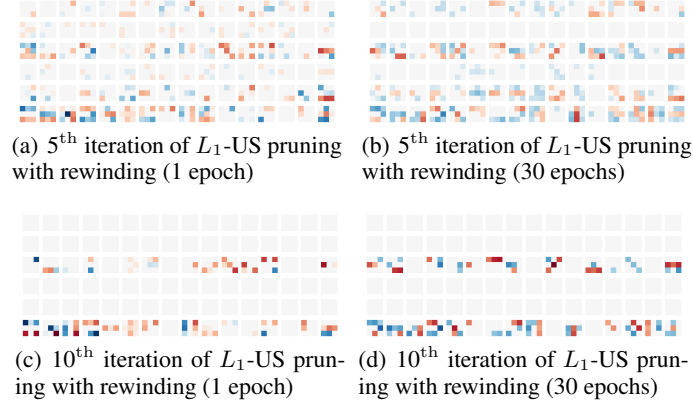 (a) 5th iteration of L1-US pruning
with rewinding (1 epoch)
(b) 5th iteration of L1-US pruning
with rewinding (30 epochs)
(c) 10th iteration of L1-US prun-
ing with rewinding (1 epoch)
(d) 10th iteration of L1-US prun-
ing with rewinding (30 epochs)